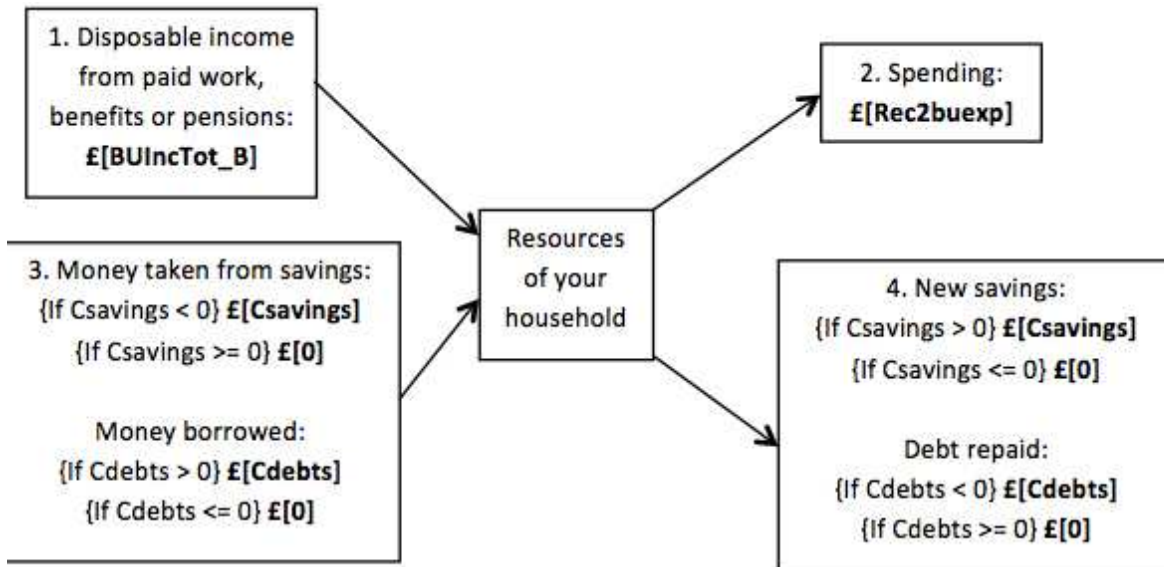 1. Disposable income
from paid work,
benefits or pensions:
£[BUIncTot_B]
2. Spending:
£[Rec2buexp]
Resources
of your
household
3. Money taken from savings:
{If Csavings < 0} £[Csavings]
{If Csavings >= 0} £[0]
Money borrowed:
{If Cdebts > 0} £[Cdebts]
{If Cdebts <= 0} £[0]
4. New savings:
{If Csavings > 0} £[Csavings]
{If Csavings <= 0} £[0]
Debt repaid:
{If Cdebts < 0} £[Cdebts]
{If Cdebts >= 0} £[0]